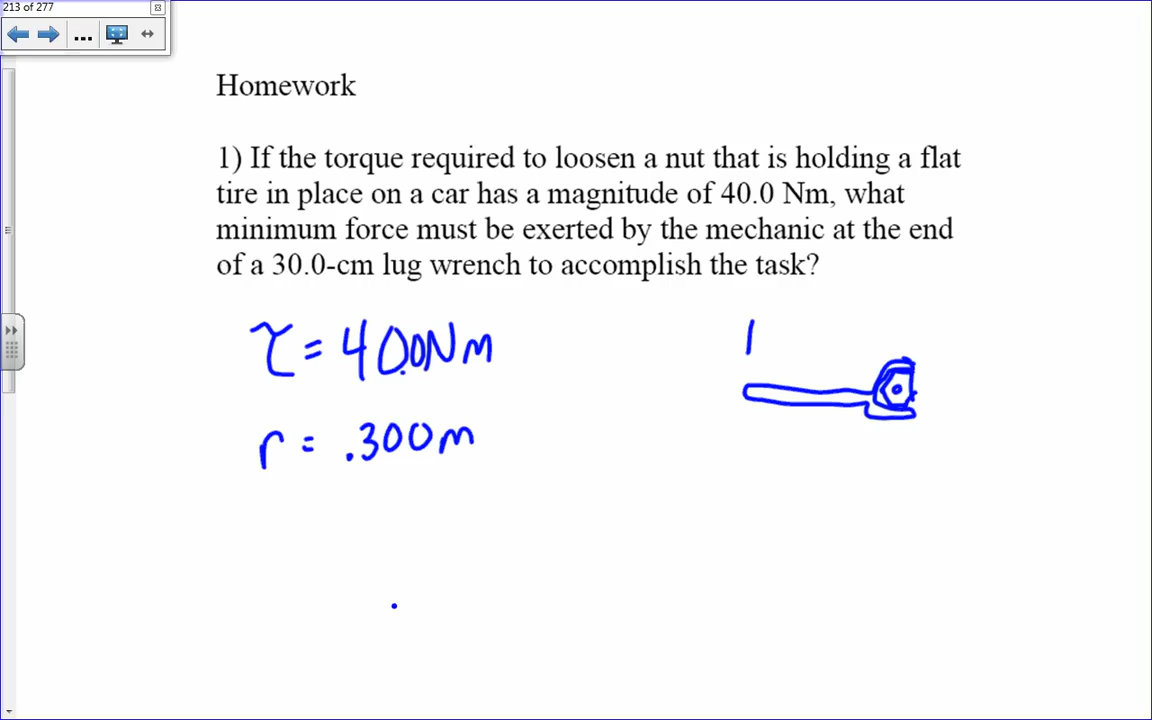 213 of 277
...
Homework
1) If the torque required to loosen a nut that is holding a flat
tire in place on a car has a magnitude of 40.0 Nm, what
minimum force must be exerted by the mechanic at the end
of a 30.0-cm lug wrench to accomplish the task?
τ = 40.0Nm
r = .300m